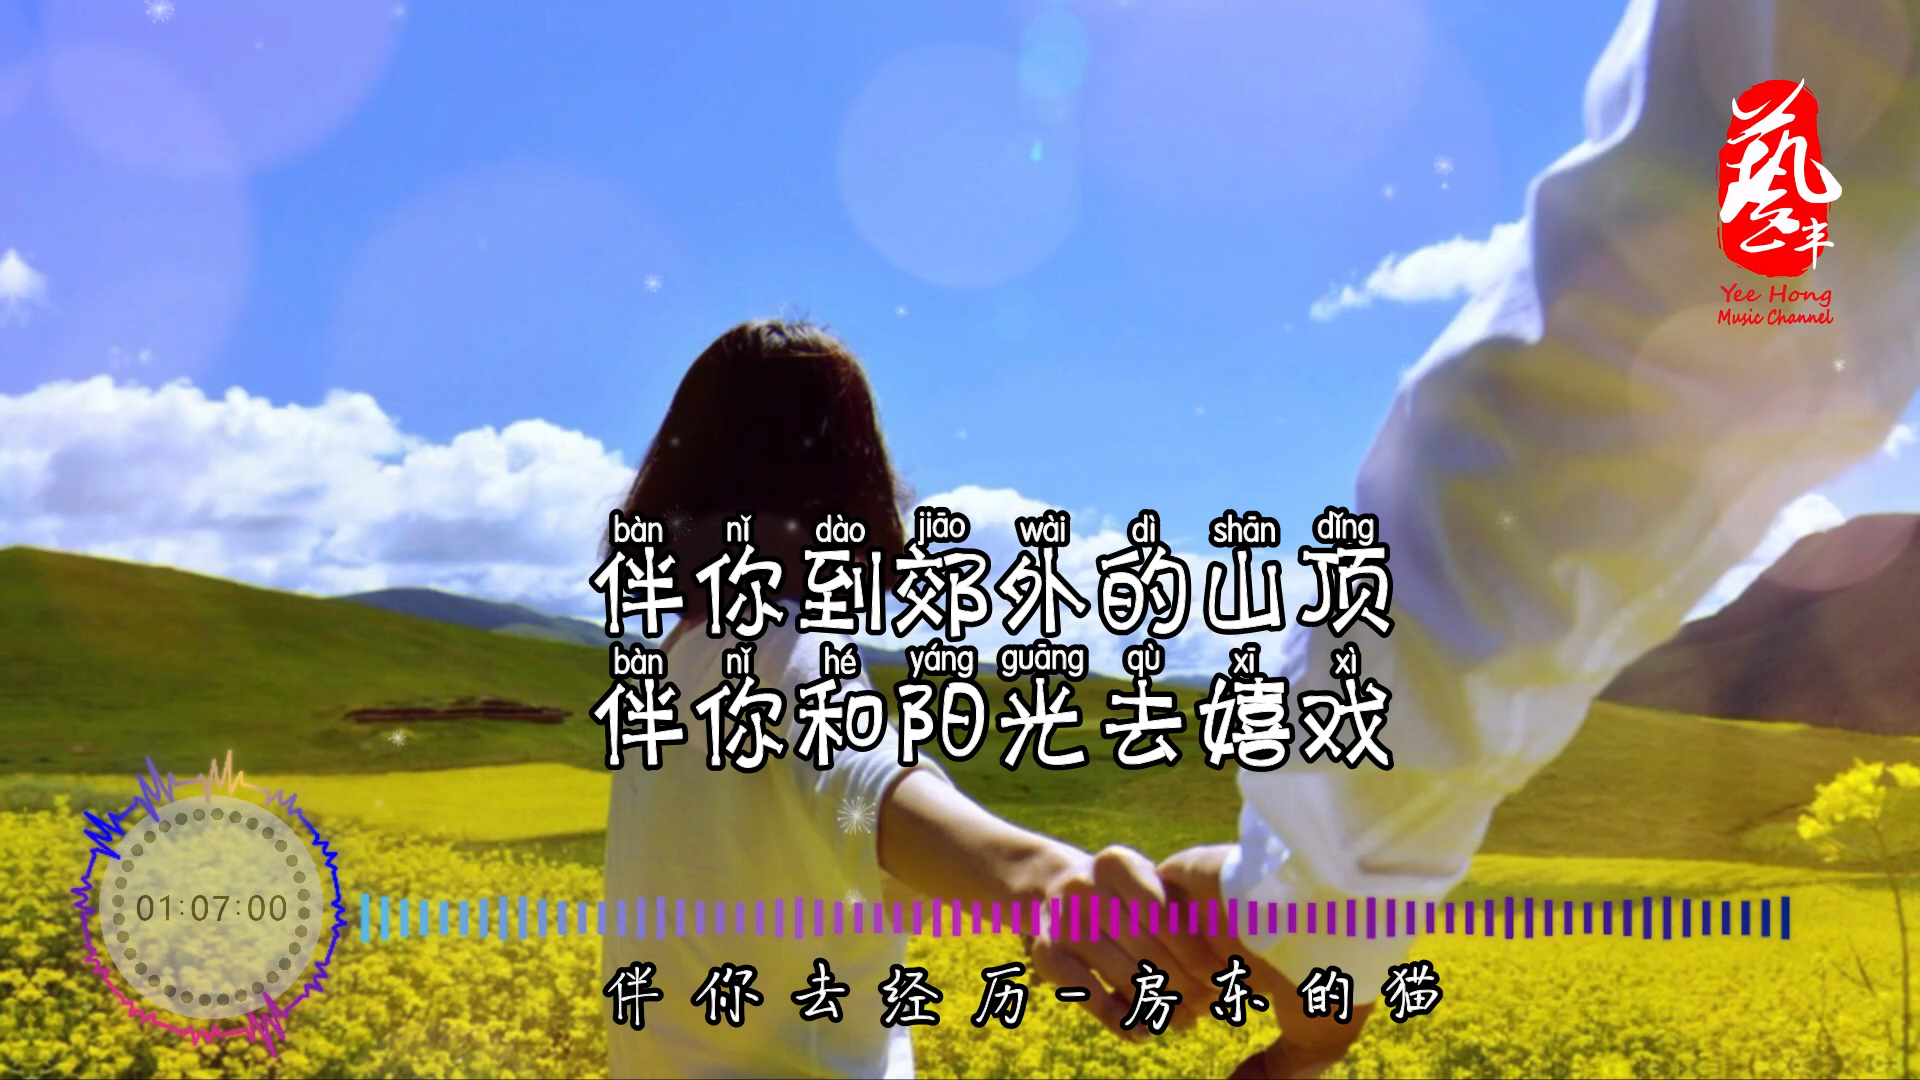 藝丰
Yee Hong
Music Channel
bàn nǐ dào jiāo wài dì shān dǐng
伴你到郊外的山顶
bàn nǐ hé yáng guāng qù xī xì
伴你和阳光去嬉戏
01:07:00
伴你去经历-房东的猫